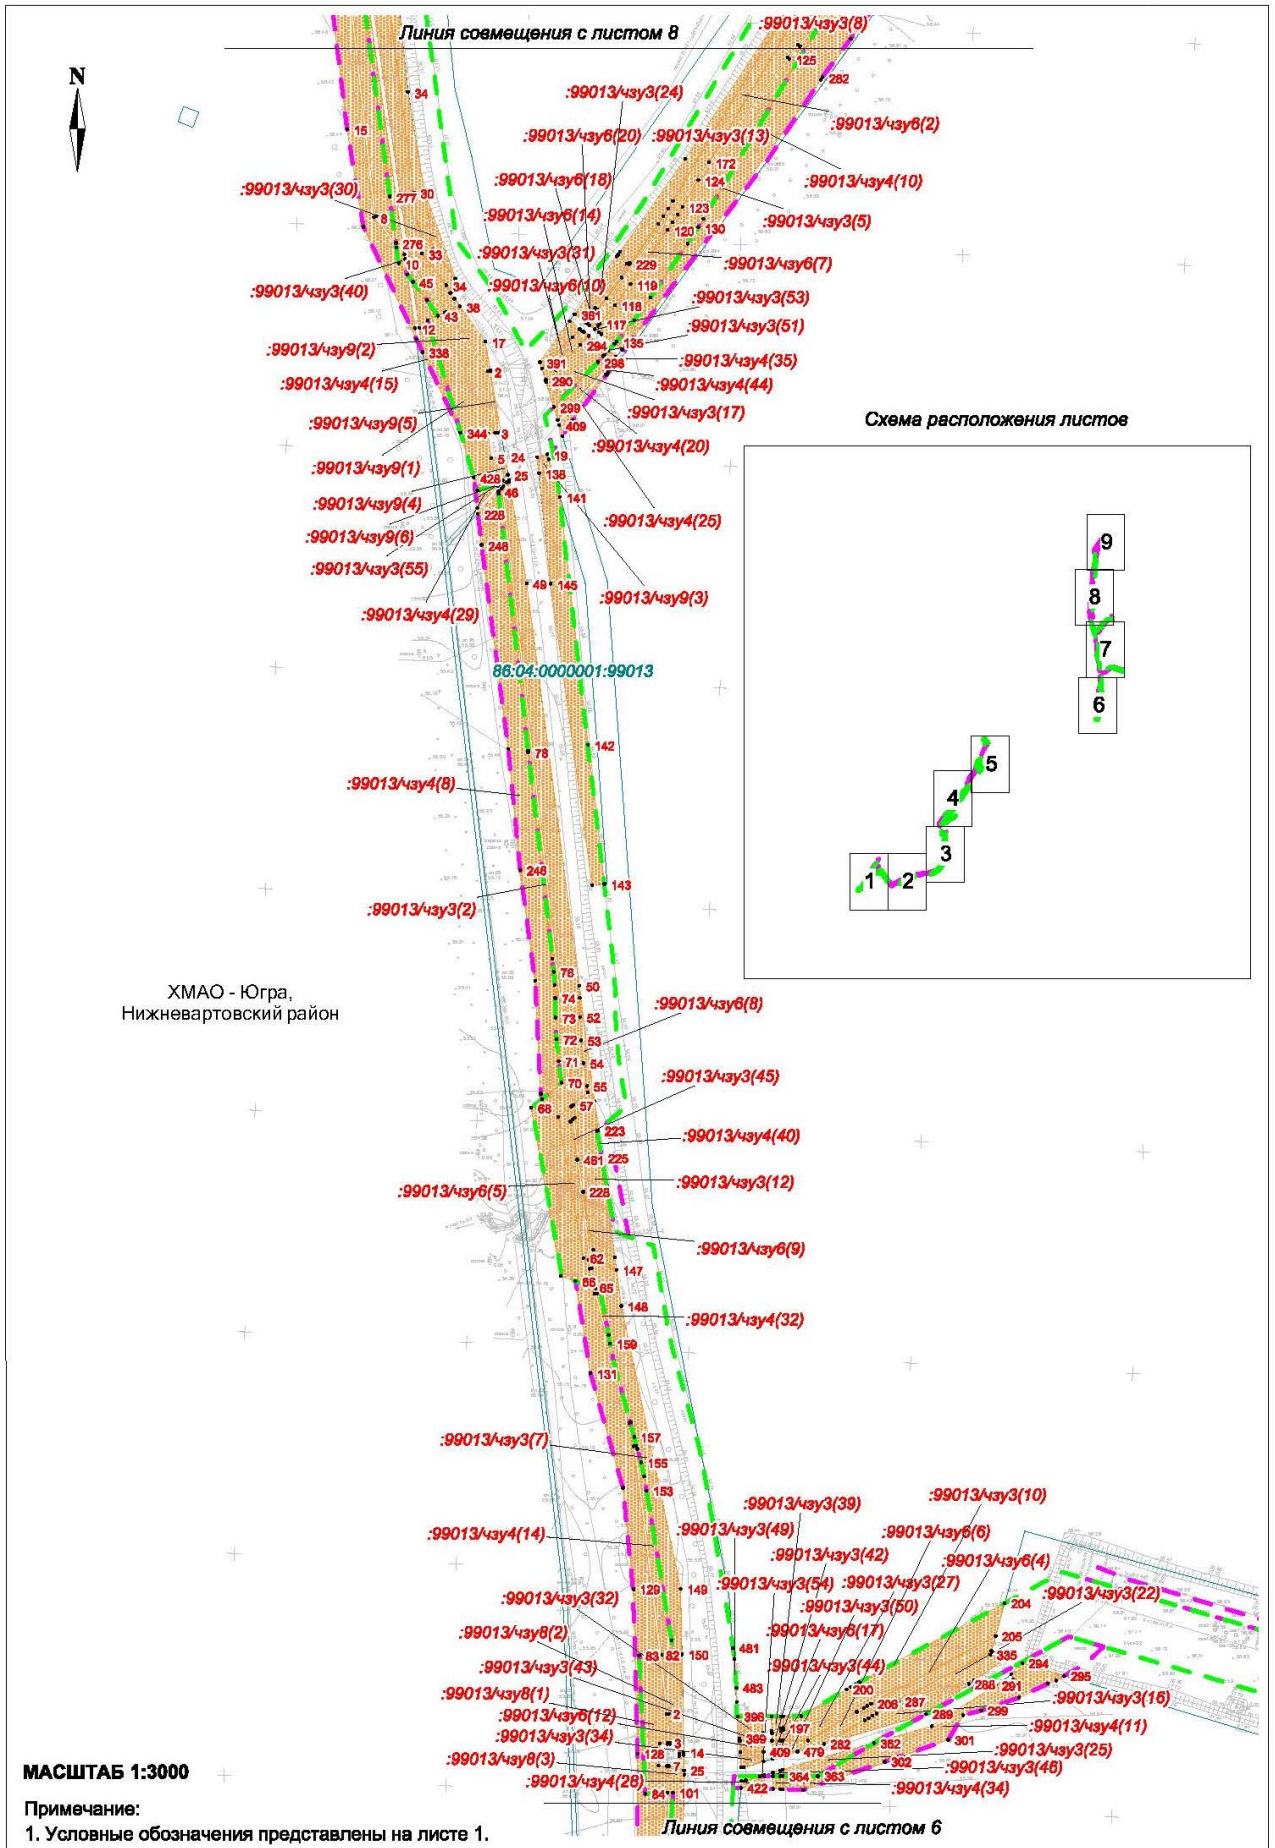 Линия совмещения с листом 8
N
:99013/чзу3(8)
125
282
34
:99013/чзу3(24)
:99013/чзу6(2)
15
:99013/чзу6(20)
:99013/чзу3(13)
172
:99013/чзу6(18)
124
:99013/чзу4(10)
:99013/чзу3(30)
277
30
8
:99013/чзу6(14)
123
:99013/чзу3(5)
120
130
276
33
:99013/чзу3(31)
10
229
:99013/чзу6(7)
:99013/чзу3(40)
45
34
:99013/чзу6(10)
119
38
118
:99013/чзу3(53)
43
361
12
117
:99013/чзу3(51)
17
:99013/чзу9(2)
338
294
135
391
298
:99013/чзу4(35)
:99013/чзу4(15)
2
290
:99013/чзу4(44)
299
:99013/чзу3(17)
:99013/чзу9(5)
409
344
3
:99013/чзу4(20)
Схема расположения листов
:99013/чзу9(1)
5
24
19
428
25
138
46
141
:99013/чзу9(4)
228
:99013/чзу4(25)
:99013/чзу9(6)
246
:99013/чзу3(55)
49
145
:99013/чзу9(3)
:99013/чзу4(29)
9
8
7
6
5
4
3
1
2
86:04:0000001:99013
78
142
:99013/чзу4(8)
246
143
:99013/чзу3(2)
76
50
74
ХМАО - Югра,
Нижневартовский район
73
52
:99013/чзу6(8)
72
53
71
54
70
55
:99013/чзу3(45)
68
57
223
:99013/чзу4(40)
461
225
:99013/чзу6(5)
228
:99013/чзу3(12)
:99013/чзу6(9)
62
147
66
65
148
:99013/чзу4(32)
159
131
:99013/чзу3(7)
157
155
153
:99013/чзу3(10)
:99013/чзу3(39)
:99013/чзу4(14)
:99013/чзу3(49)
:99013/чзу6(6)
:99013/чзу3(42)
:99013/чзу6(4)
:99013/чзу3(54)
:99013/чзу3(27)
129
149
:99013/чзу3(32)
:99013/чзу3(50)
204
:99013/чзу3(22)
:99013/чзу8(2)
:99013/чзу6(17)
205
83
82
150
481
335
:99013/чзу3(43)
:99013/чзу3(44)
294
:99013/чзу8(1)
483
200
288
291
295
:99013/чзу6(12)
2
398
206
287
:99013/чзу3(16)
:99013/чзу3(34)
3
399
197
289
299
:99013/чзу4(11)
:99013/чзу8(3)
128
14
409
479
282
362
301
:99013/чзу3(25)
7
25
302
:99013/чзу3(46)
МАСШТАБ 1:3000
:99013/чзу4(28)
84
101
422
364
363
:99013/чзу4(34)
Примечание:
1. Условные обозначения представлены на листе 1.
Линия совмещения с листом 6